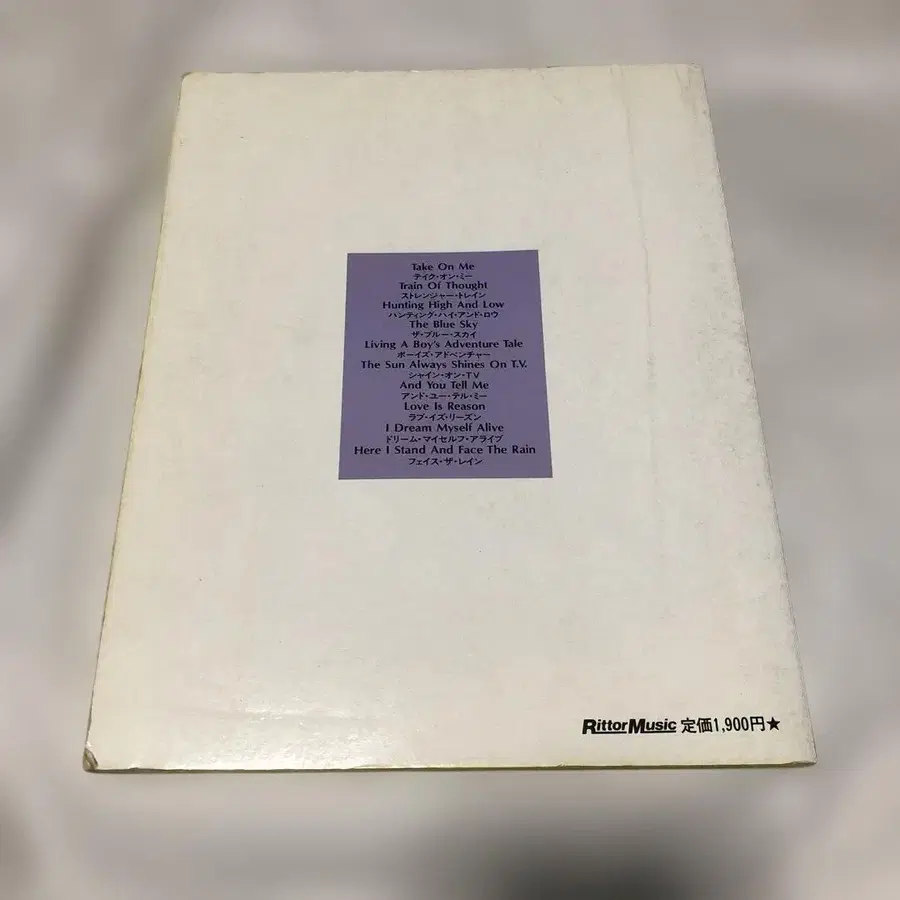 Take On Me
テイク・オン・ミー
Train Of Thought
ストレンジャー・トレイン
Hunting High And Low
ハンティング・ハイ・アンド・ロウ
The Blue Sky
ザ・ブルー・スカイ
Living A Boy's Adventure Tale
ボーイズ・アドベンチャー
The Sun Always Shines On T.V.
シャイン・オン・T.V
And You Tell Me
アンド・ユー・テル・ミー
Love Is Reason
ラブ・イズ・リーズン
I Dream Myself Alive
ドリーム・マイセルフ・アライブ
Here I Stand And Face The Rain
フェイス・ザ・レイン
RittorMusic 定価1,900円★